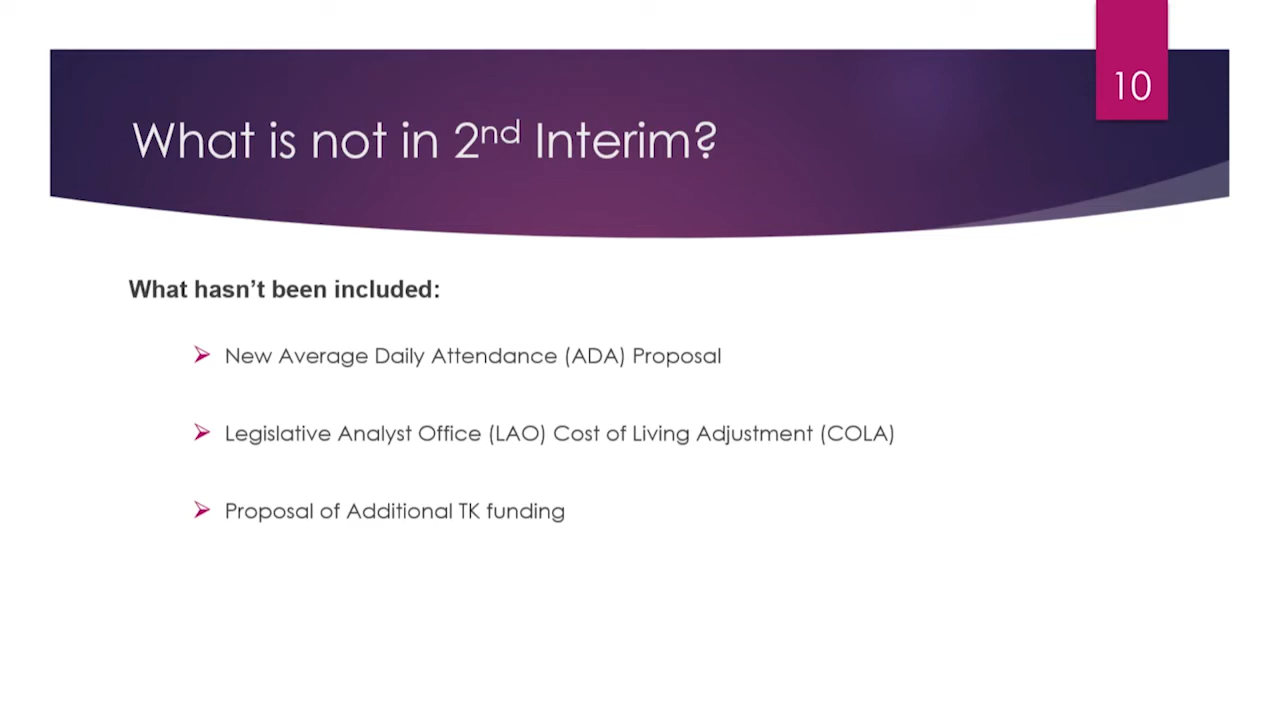 10
What is not in 2nd Interim?
What hasn’t been included:
New Average Daily Attendance (ADA) Proposal
Legislative Analyst Office (LAO) Cost of Living Adjustment (COLA)
Proposal of Additional TK funding